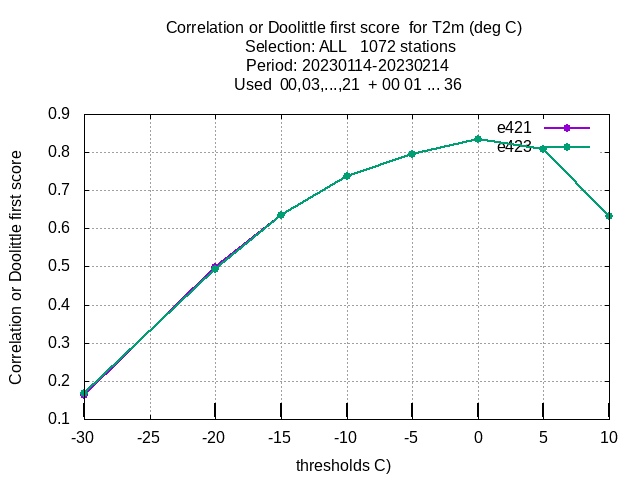 Correlation or Doolittle first score  for T2m (deg C)
Selection: ALL   1072 stations
Period: 20230114-20230214
Used  00,03,...,21  + 00 01 ... 36
Correlation or Doolittle first score
0.9
0.8
0.7
0.6
0.5
0.4
0.3
0.2
0.1
e421
e423
-30 -25 -20 -15 -10 -5 0 5 10
thresholds C)